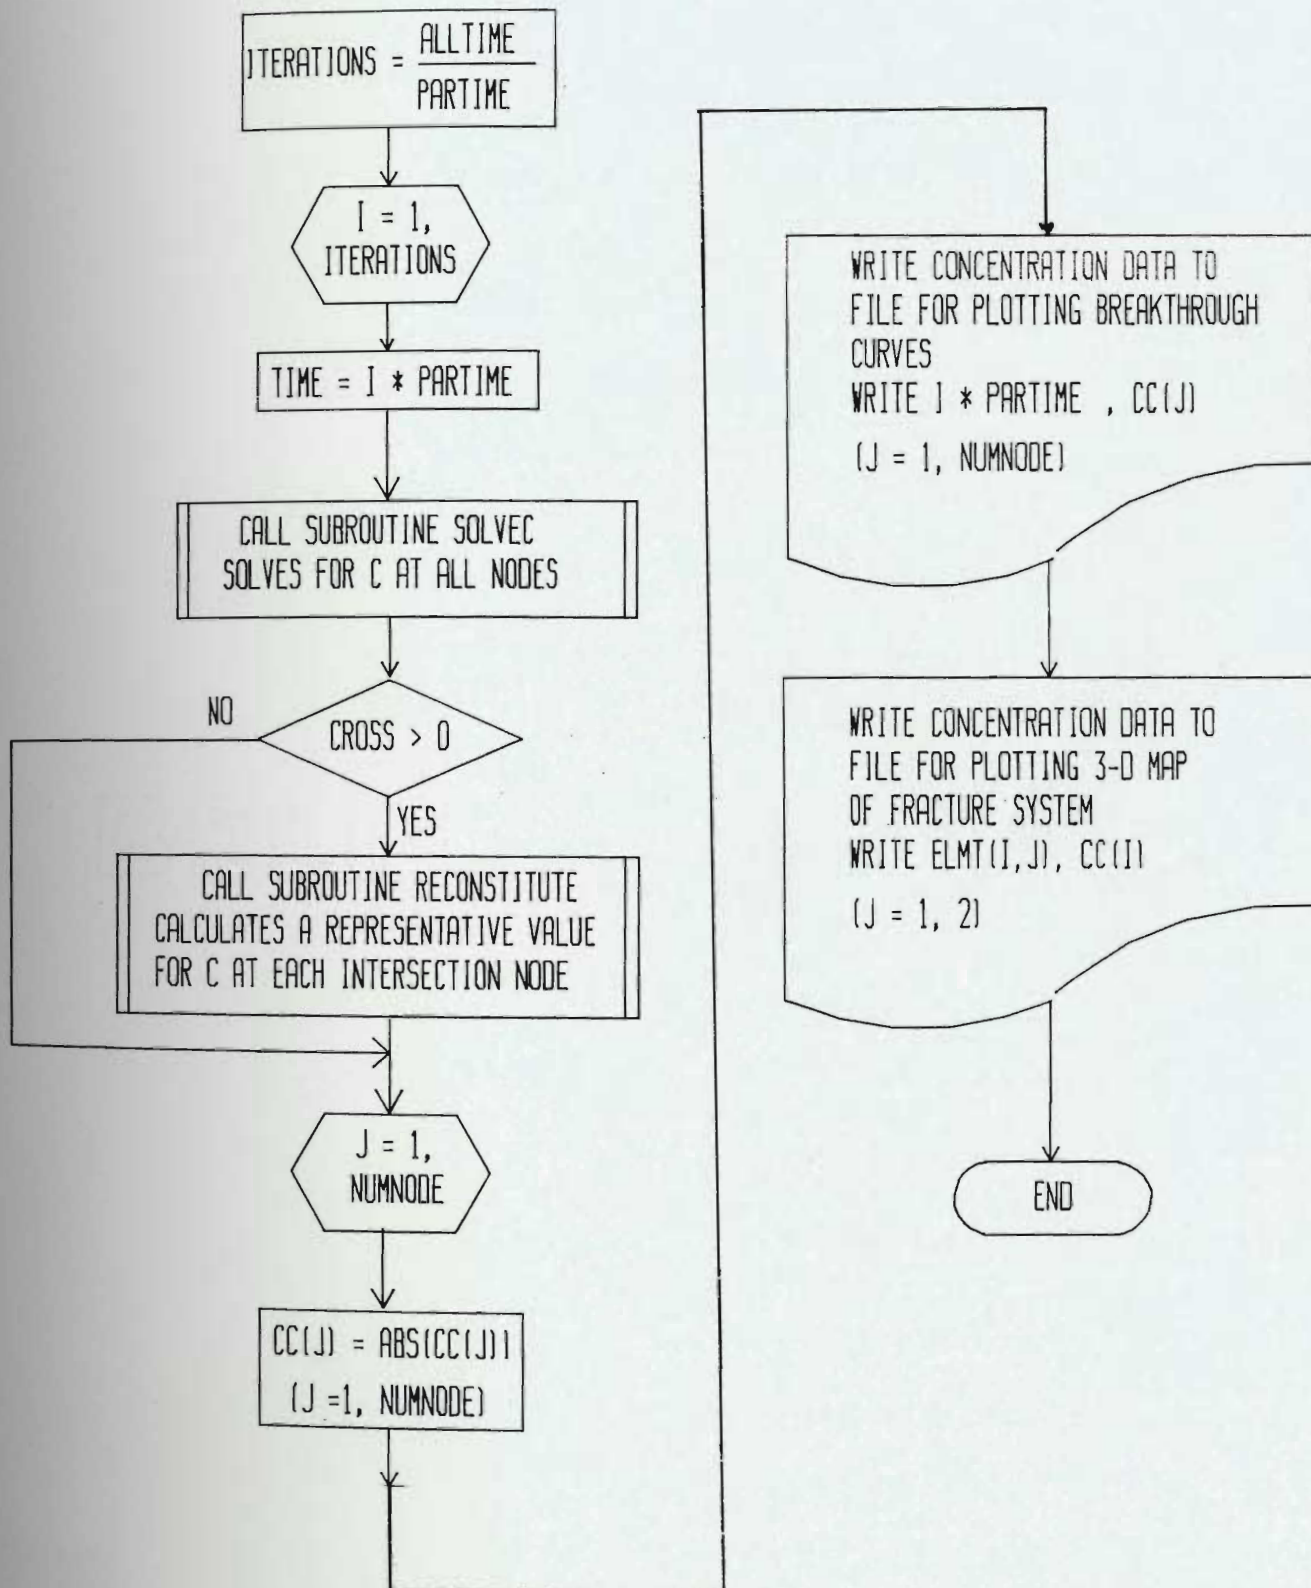 ITERATIONS = ALLTIME
PARTIME
I = 1,
ITERATIONS
TIME = I * PARTIME
CALL SUBROUTINE SOLVEC
SOLVES FOR C AT ALL NODES
NO
CROSS > 0
YES
CALL SUBROUTINE RECONSTITUTE
CALCULATES A REPRESENTATIVE VALUE
FOR C AT EACH INTERSECTION NODE
J = 1,
NUMNODE
CC(J) = ABS(CC(J))
(J =1, NUMNODE)
WRITE CONCENTRATION DATA TO
FILE FOR PLOTTING BREAKTHROUGH
CURVES
WRITE I * PARTIME , CC(J)
(J = 1, NUMNODE)
WRITE CONCENTRATION DATA TO
FILE FOR PLOTTING 3-D MAP
OF FRACTURE SYSTEM
WRITE ELMT(I,J), CC(I)
(J = 1, 2)
END